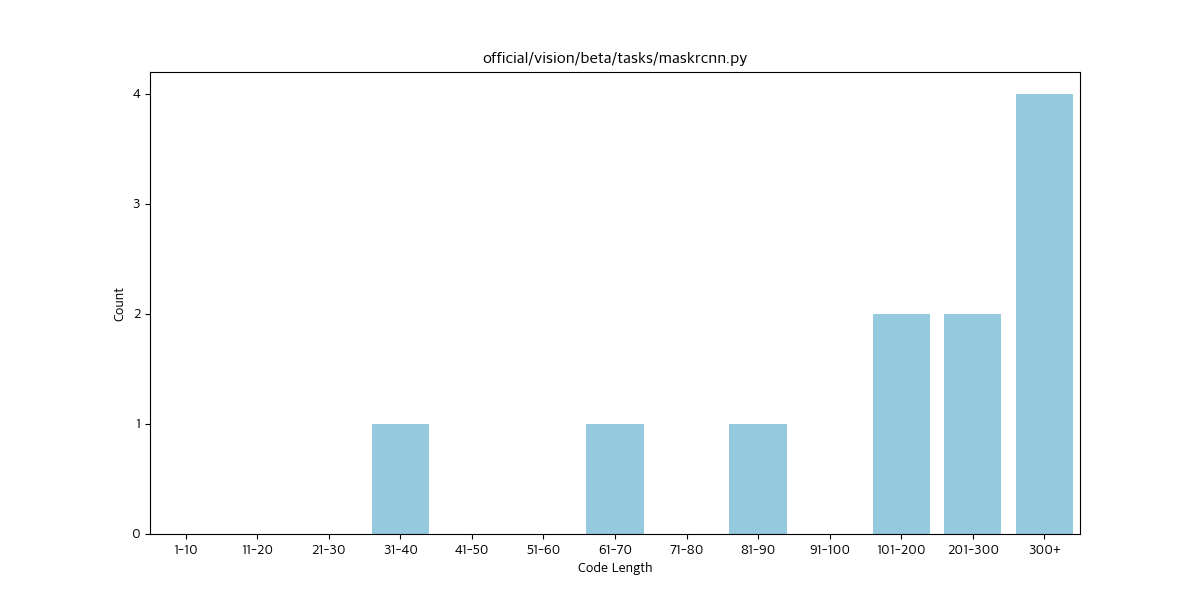 official/vision/beta/tasks/maskrcnn.py
Count
4
3
2
1
0
1-10 11-20 21-30 31-40 41-50 51-60 61-70 71-80 81-90 91-100 101-200 201-300 300+
Code Length